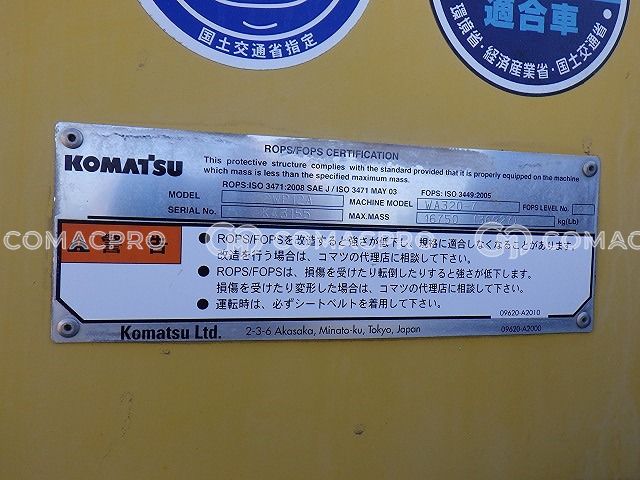 国土交通省指定
適合車
環境省・経済産業省・国土交通省
ROPS/FOPS CERTIFICATION
KOMATSU
This protective structure complies with the standard provided that it is properly equipped on the machine
which mass is less than the specified maximum mass.
ROPS:ISO 3471:2008 SAE J / ISO 3471 MAY 03 FOPS: ISO 3449:2005
MODEL MACHINE MODEL WA320-7 FOPS LEVEL No.
SERIAL No. MAX.MASS 16750 kg(Lb)
COMACPRO COMACPRO COMACPRO
● ROPS/FOPSを改造すると強さが低下し、規格に適合しなくなることがあります。
改造を行う場合は、コマツの代理店に相談して下さい。
● ROPS/FOPSは、損傷を受けたり転倒したりすると強さが低下します。
損傷を受けたり変形した場合は、コマツの代理店に相談して下さい。
● 運転時は、必ずシートベルトを着用して下さい。
09620-A2010
Komatsu Ltd. 2-3-6 Akasaka, Minato-ku, Tokyo, Japan 09620-A2000